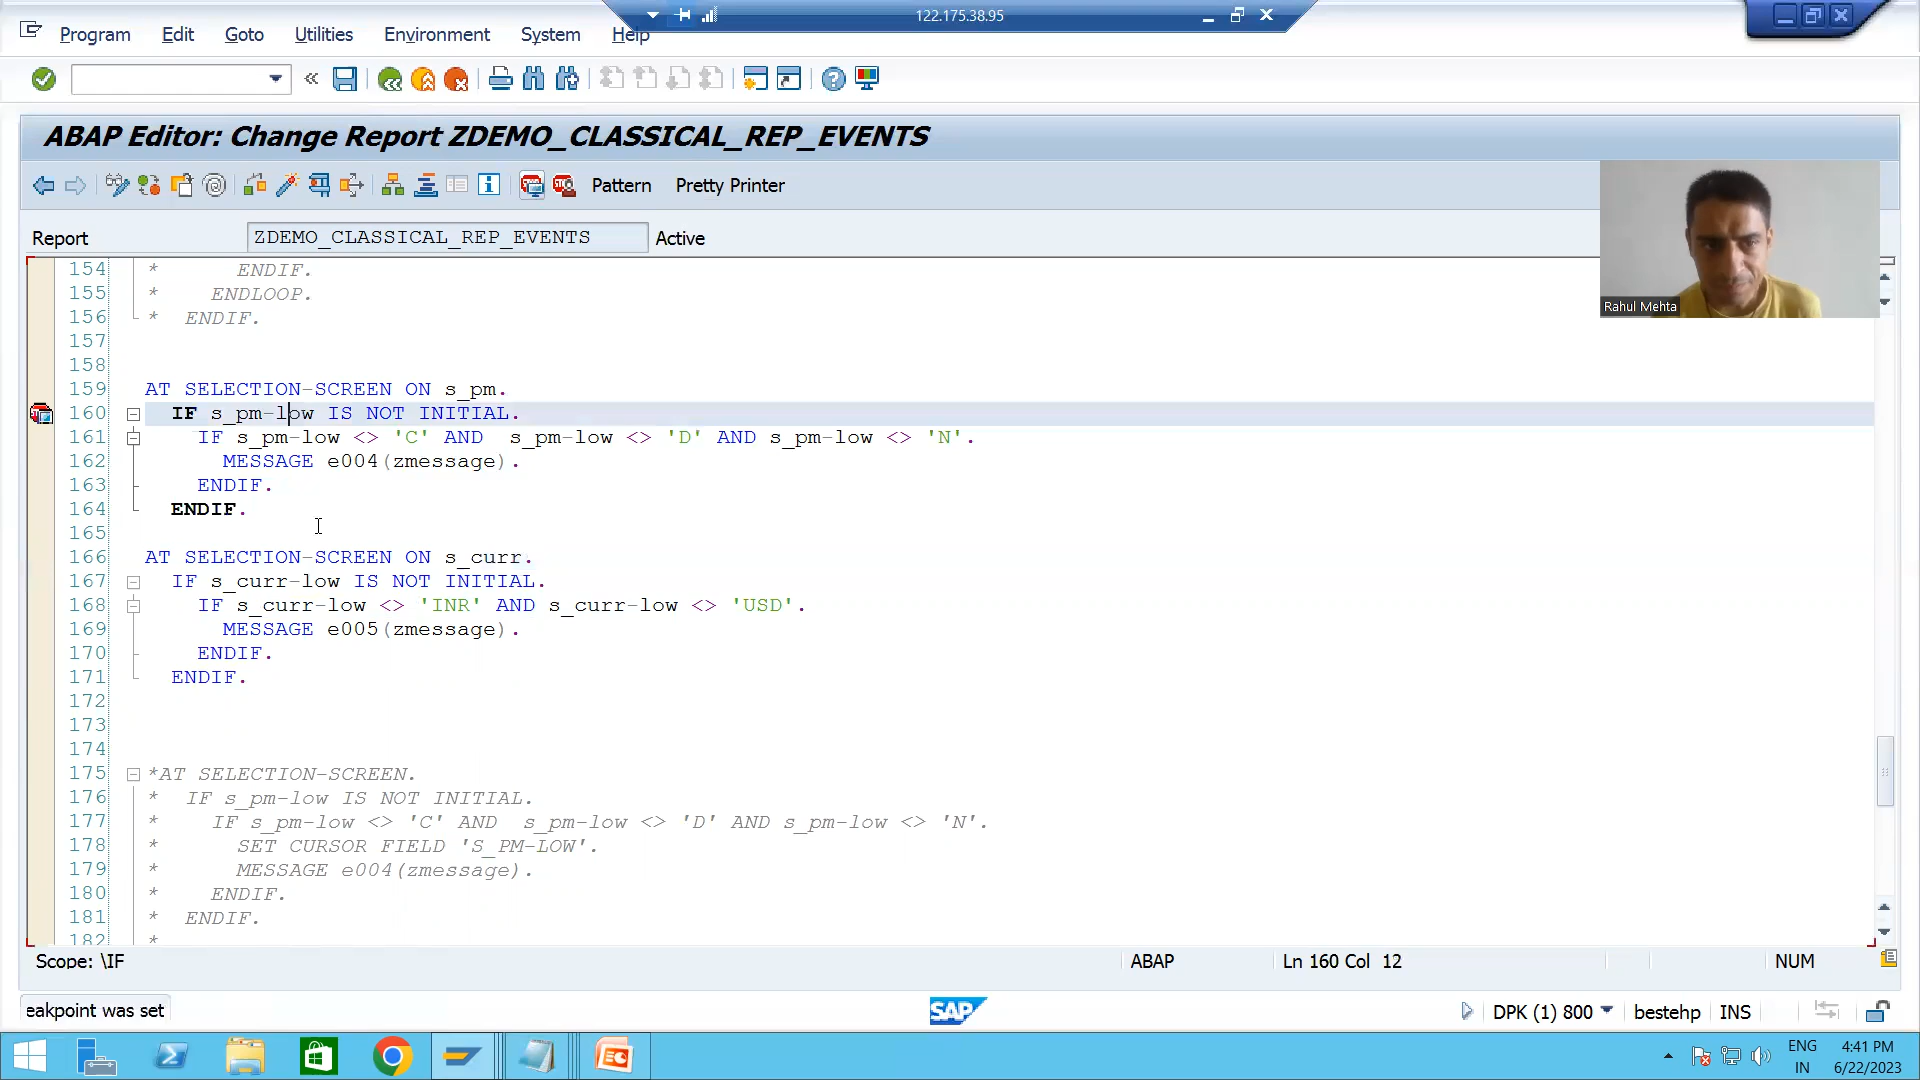 122.175.38.95
Program Edit Goto Utilities Environment System Help
ABAP Editor: Change Report ZDEMO_CLASSICAL_REP_EVENTS
Pattern Pretty Printer
Report ZDEMO_CLASSICAL_REP_EVENTS Active
Rahul Mehta
154 * ENDIF.
155 * ENDLOOP.
156 * ENDIF.
157
158
159 AT SELECTION-SCREEN ON s_pm.
160 IF s_pm-low IS NOT INITIAL.
161 IF s_pm-low <> 'C' AND s_pm-low <> 'D' AND s_pm-low <> 'N'.
162 MESSAGE e004(zmessage).
163 ENDIF.
164 ENDIF.
165
166 AT SELECTION-SCREEN ON s_curr.
167 IF s_curr-low IS NOT INITIAL.
168 IF s_curr-low <> 'INR' AND s_curr-low <> 'USD'.
169 MESSAGE e005(zmessage).
170 ENDIF.
171 ENDIF.
172
173
174
175 *AT SELECTION-SCREEN.
176 * IF s_pm-low IS NOT INITIAL.
177 * IF s_pm-low <> 'C' AND s_pm-low <> 'D' AND s_pm-low <> 'N'.
178 * SET CURSOR FIELD 'S_PM-LOW'.
179 * MESSAGE e004(zmessage).
180 * ENDIF.
181 * ENDIF.
182 *
Scope: \IF ABAP Ln 160 Col 12 NUM
eakpoint was set SAP DPK (1) 800 bestehp INS
ENG 4:41 PM
IN 6/22/2023